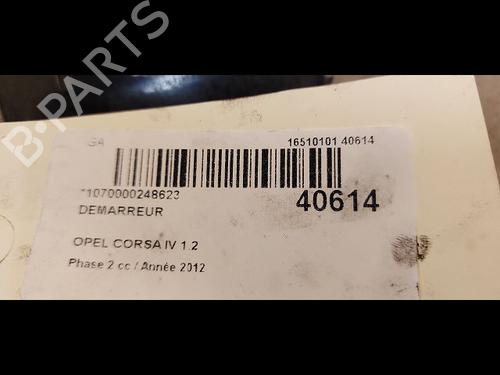 B-PARTS
GA
16510101 40614
*1070000248623
40614
DEMARREUR
OPEL CORSA IV 1 2
Phase 2 cc / Année 2012